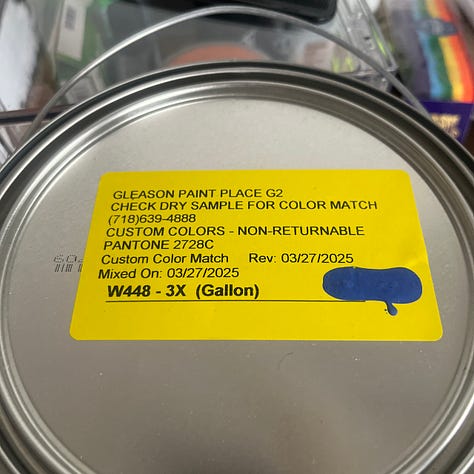 GLEASON PAINT PLACE G2
CHECK DRY SAMPLE FOR COLOR MATCH
(718)639-4888
CUSTOM COLORS - NON-RETURNABLE
PANTONE 2728C
Custom Color Match Rev: 03/27/2025
Mixed On: 03/27/2025
W448 - 3X (Gallon)